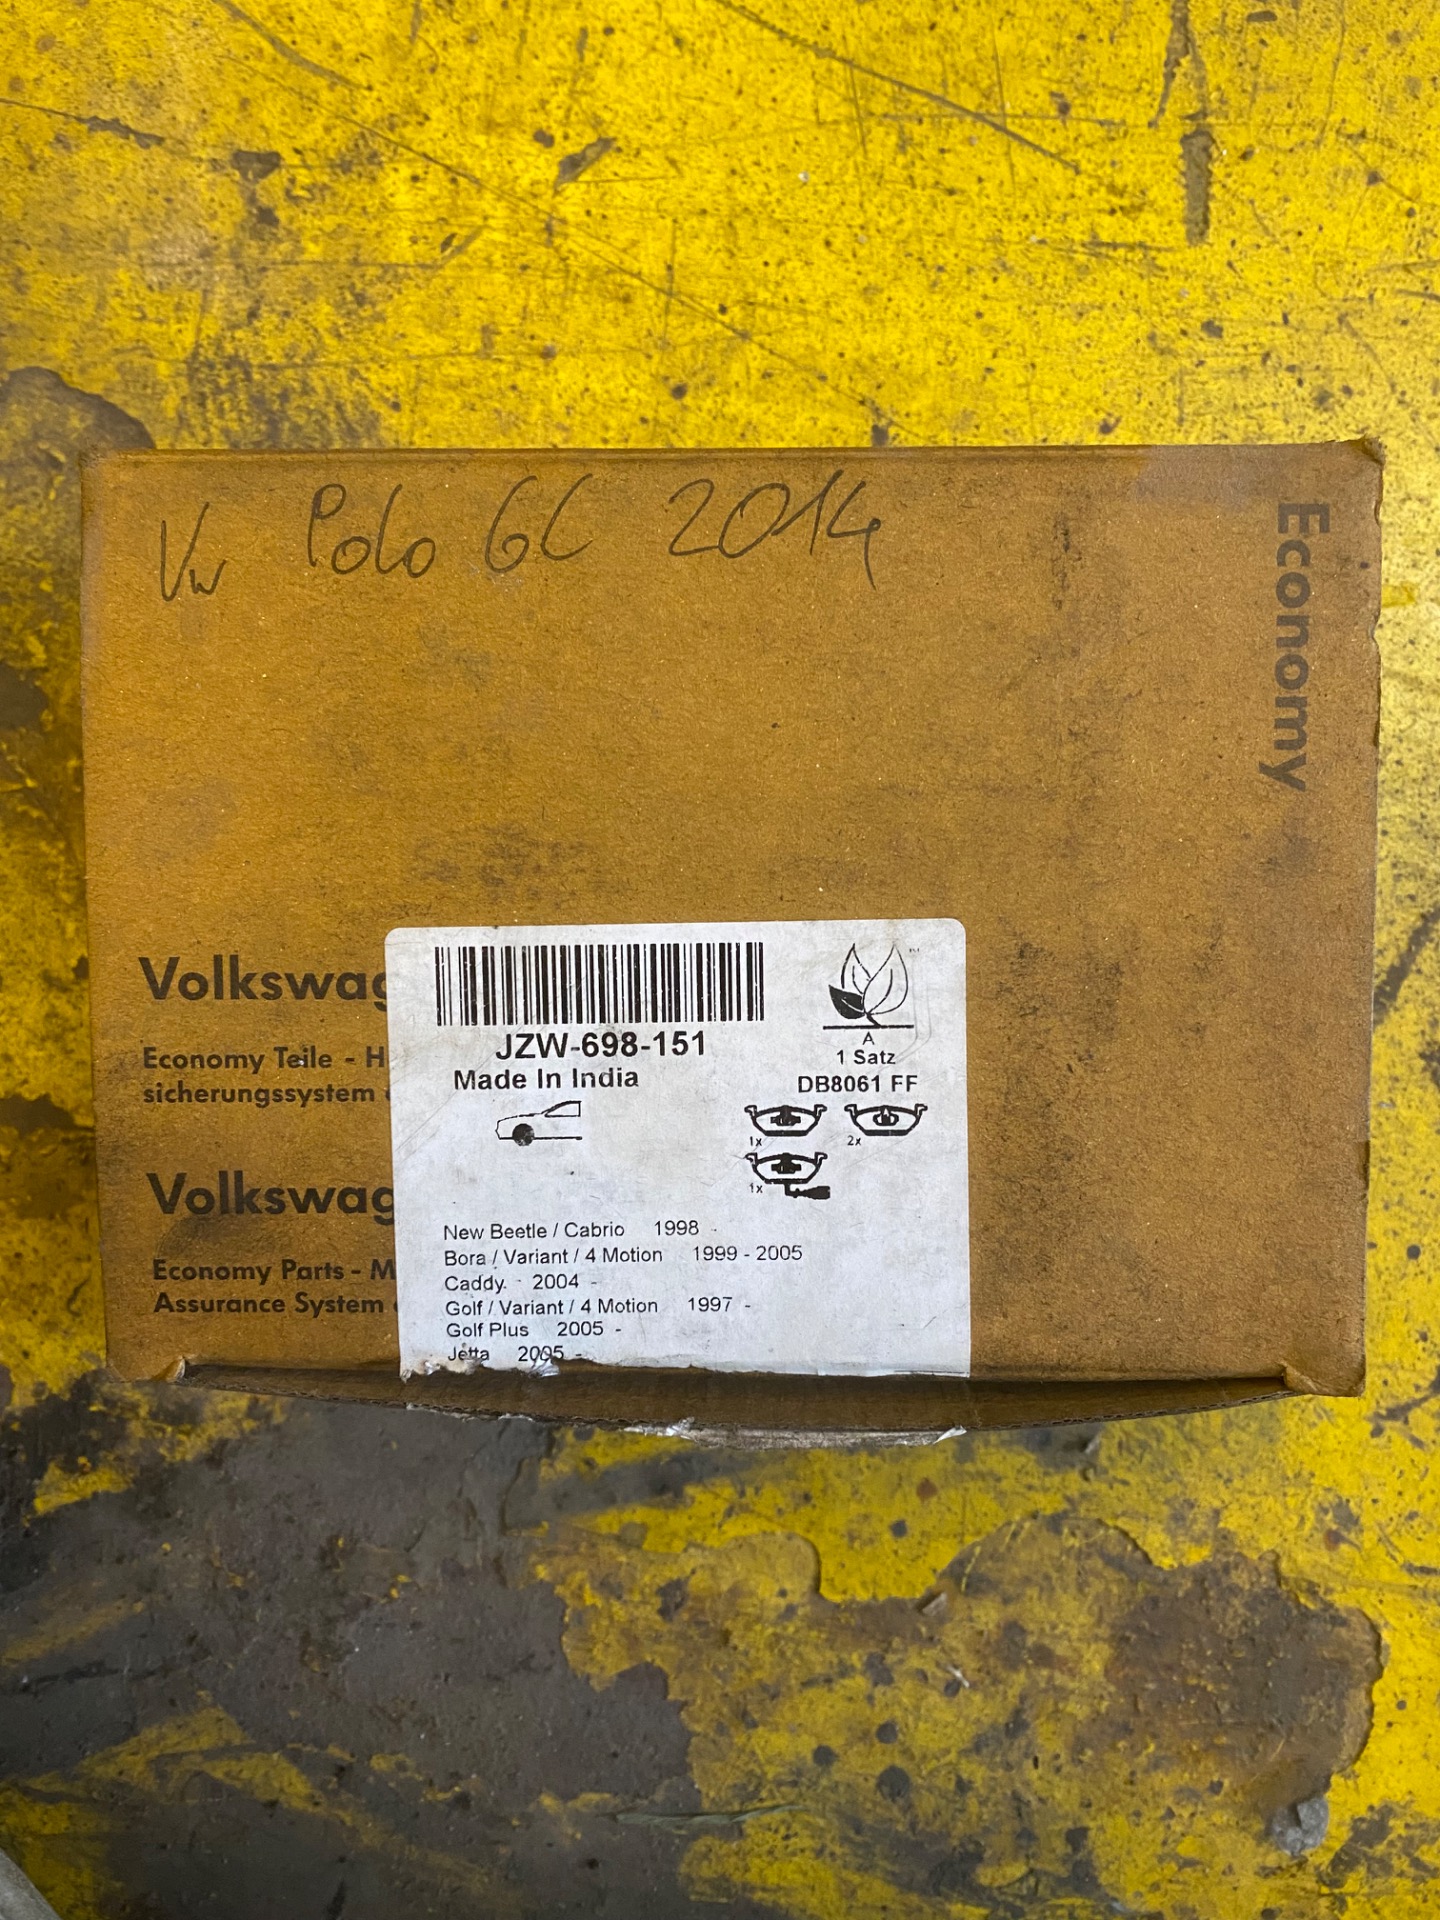 Vw Polo 6C 2014
Economy
Volkswag
Economy Teile - H
sicherungssystem
Volkswag
Economy Parts - M
Assurance System
JZW-698-151
Made In India
TM
A
1 Satz
DB8061 FF
1x 2x
1x
New Beetle / Cabrio 1998 -
Bora / Variant / 4 Motion 1999 - 2005
Caddy. - 2004 -
Golf / Variant / 4 Motion 1997 -
Golf Plus 2005 -
Jetta 2005 -